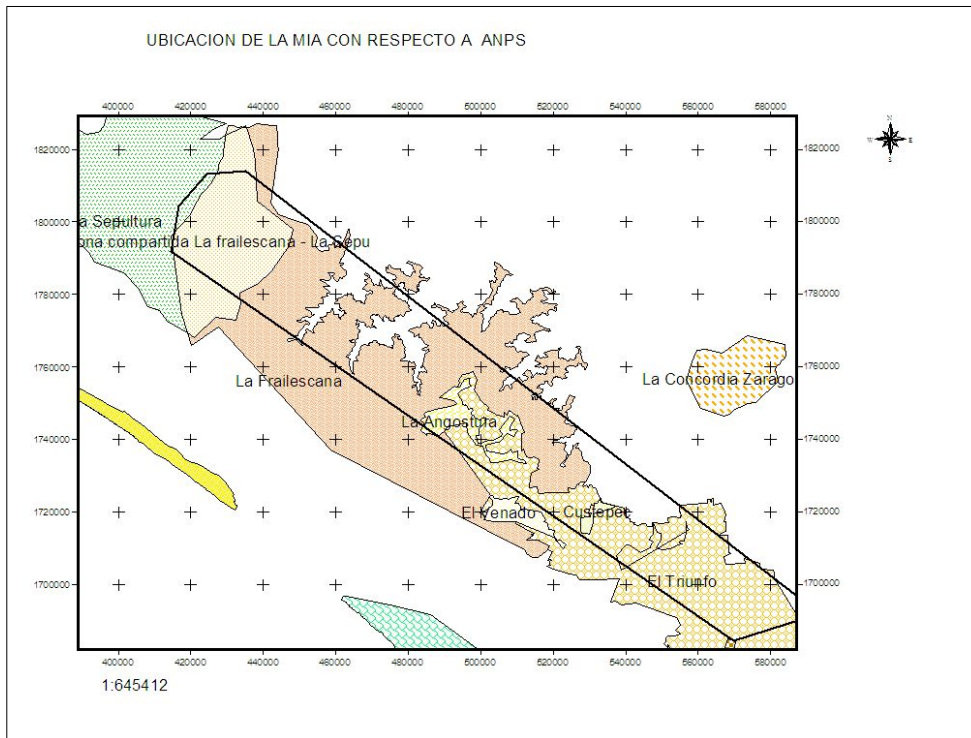 UBICACION DE LA MIA CON RESPECTO A ANPS
400000 420000 440000 460000 480000 500000 520000 540000 560000 580000
N
W E
S
1820000 1820000
1800000 1800000
a Sepultura
ona compartida La frailescana - La Sepu
1780000 1780000
1760000 1760000
La Frailescana
La Concordia Zarago
La Angostura
1740000 1740000
1720000 1720000
El Venado
Custepec
1700000 1700000
El Triunfo
400000 420000 440000 460000 480000 500000 520000 540000 560000 580000
1:645412